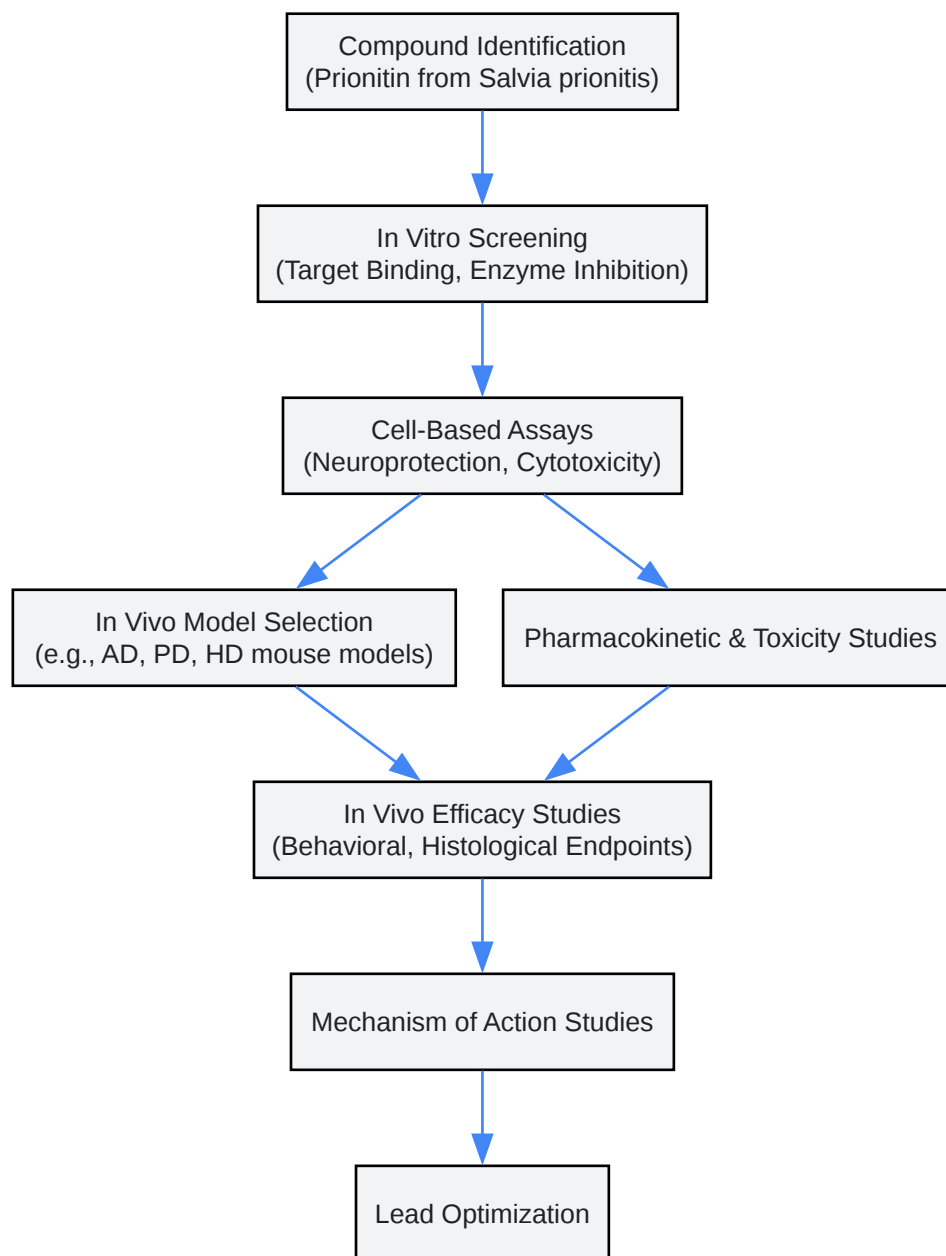 Compound Identification
(Prionitin from Salvia prionitis)
In Vitro Screening
(Target Binding, Enzyme Inhibition)
Cell-Based Assays
(Neuroprotection, Cytotoxicity)
In Vivo Model Selection
(e.g., AD, PD, HD mouse models)
Pharmacokinetic & Toxicity Studies
In Vivo Efficacy Studies
(Behavioral, Histological Endpoints)
Mechanism of Action Studies
Lead Optimization